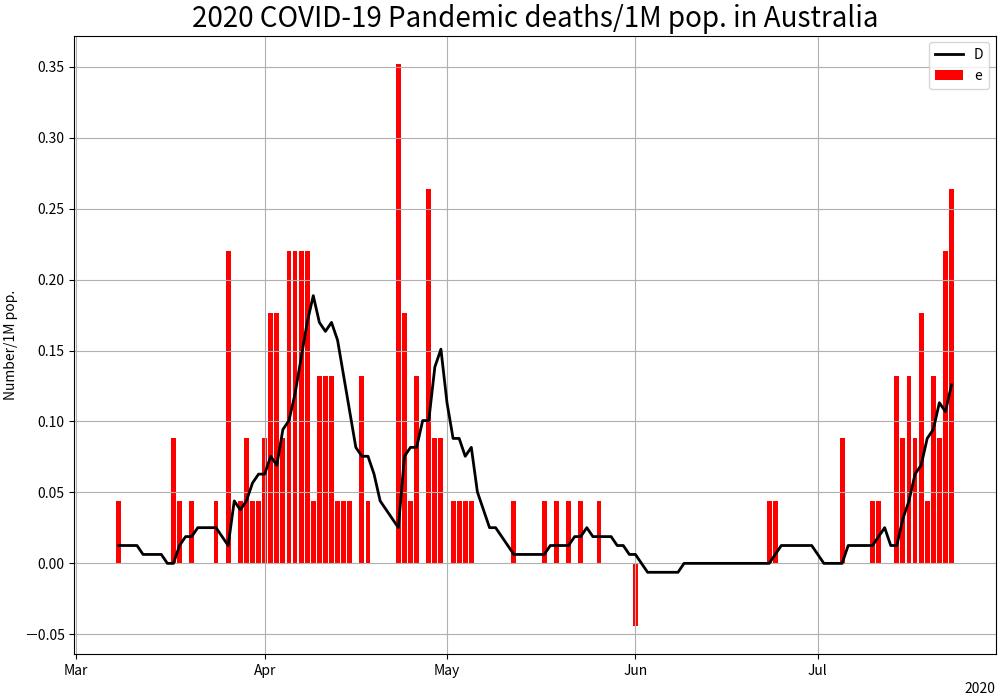 2020 COVID-19 Pandemic deaths/1M pop. in Australia
D
e
0.35
0.30
0.25
0.20
0.15
0.10
0.05
0.00
−0.05
Number/1M pop.
Mar Apr May Jun Jul
2020